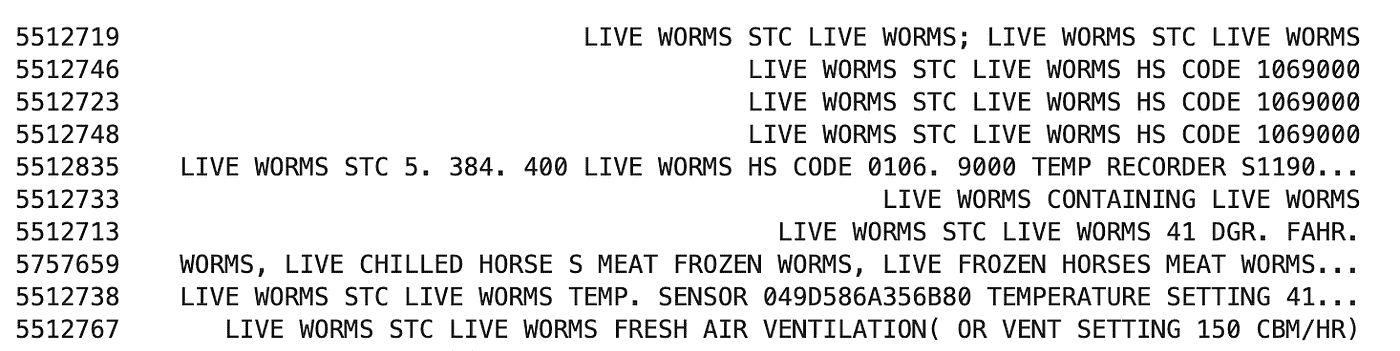 5512719 LIVE WORMS STC LIVE WORMS; LIVE WORMS STC LIVE WORMS
5512746 LIVE WORMS STC LIVE WORMS HS CODE 1069000
5512723 LIVE WORMS STC LIVE WORMS HS CODE 1069000
5512748 LIVE WORMS STC LIVE WORMS HS CODE 1069000
5512835 LIVE WORMS STC 5. 384. 400 LIVE WORMS HS CODE 0106. 9000 TEMP RECORDER S1190...
5512733 LIVE WORMS CONTAINING LIVE WORMS
5512713 LIVE WORMS STC LIVE WORMS 41 DGR. FAHR.
5757659 WORMS, LIVE CHILLED HORSE S MEAT FROZEN WORMS, LIVE FROZEN HORSES MEAT WORMS...
5512738 LIVE WORMS STC LIVE WORMS TEMP. SENSOR 049D586A356B80 TEMPERATURE SETTING 41...
5512767 LIVE WORMS STC LIVE WORMS FRESH AIR VENTILATION( OR VENT SETTING 150 CBM/HR)